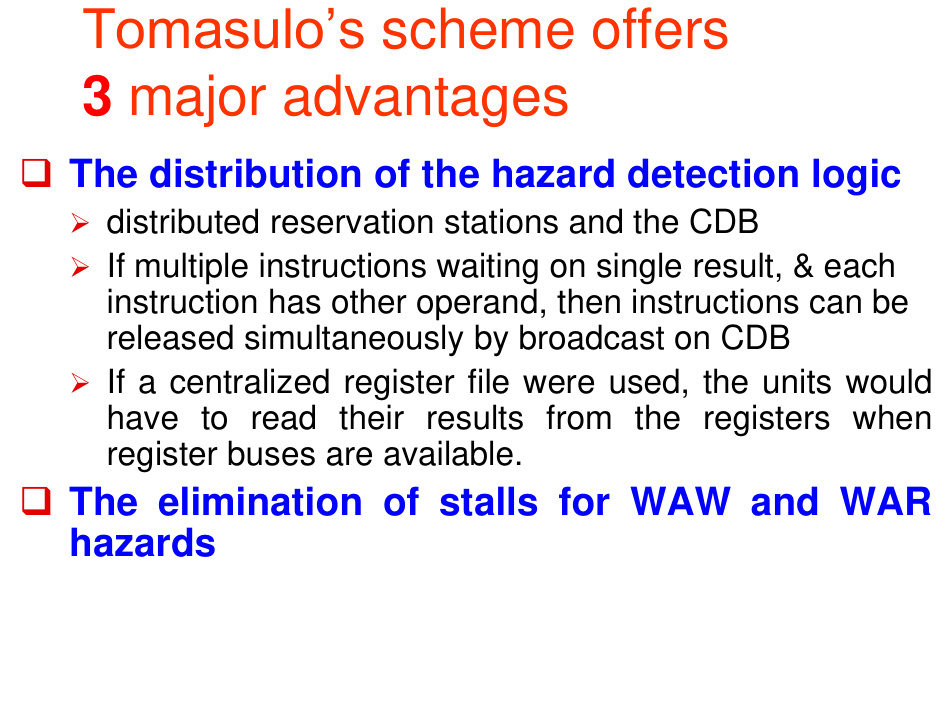 Tomasulo's scheme offers
3 major advantages
❑ The distribution of the hazard detection logic
➢ distributed reservation stations and the CDB
➢ If multiple instructions waiting on single result, & each
instruction has other operand, then instructions can be
released simultaneously by broadcast on CDB
➢ If a centralized register file were used, the units would
have to read their results from the registers when
register buses are available.
❑ The elimination of stalls for WAW and WAR
hazards